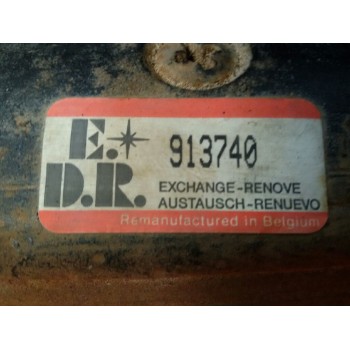 E.
D.R.
913740
EXCHANGE-RENOVE
AUSTAUSCH-RENUEVO
Remanufactured in Belgium